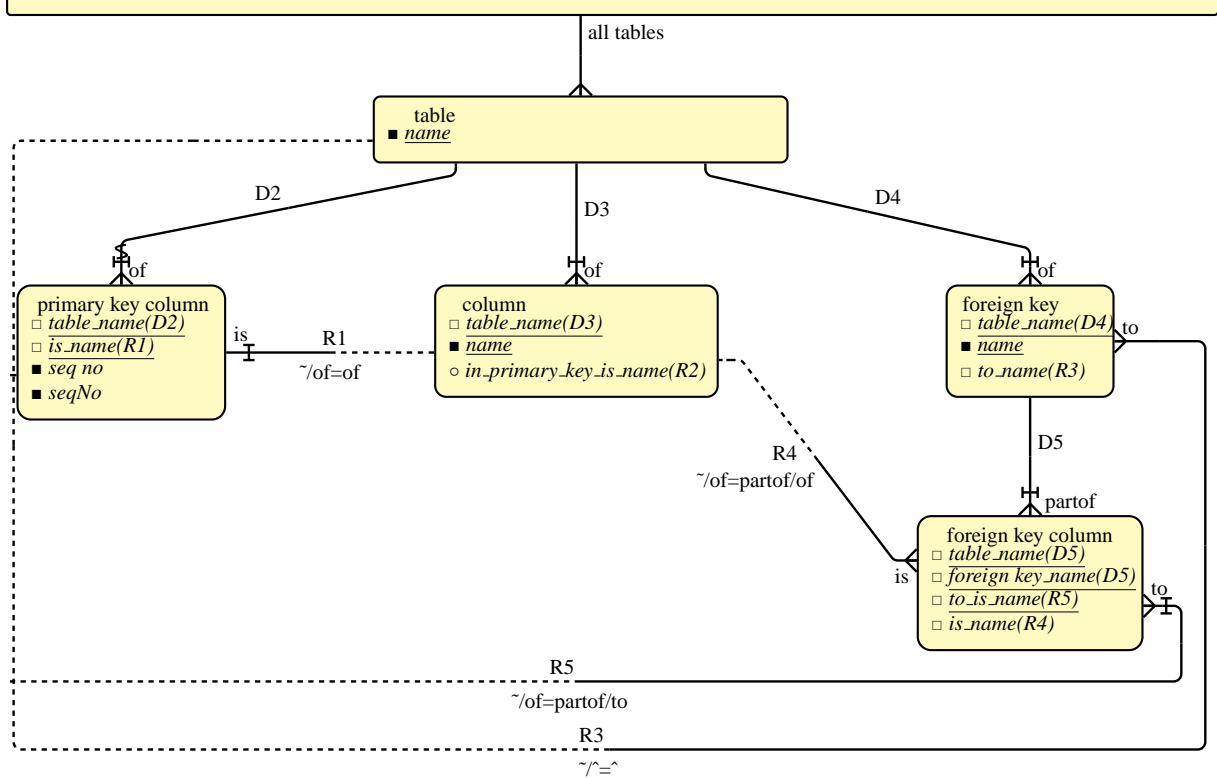 all tables
table
name
D2
D3
D4
of
of
of
primary key column
table_name(D2)
is_name(R1)
seq no
seqNo
is
R1
~/of=of
column
table_name(D3)
name
in_primary_key_is_name(R2)
foreign key
table_name(D4)
name
to_name(R3)
to
R4
~/of=partof/of
D5
partof
is
foreign key column
table_name(D5)
foreign key_name(D5)
to_is_name(R5)
is_name(R4)
to
R5
~/of=partof/to
R3
~/^=^